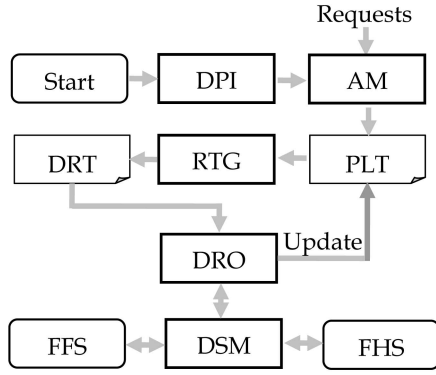 Requests
Start
DPI
AM
DRT
RTG
PLT
DRO
Update
FFS
DSM
FHS